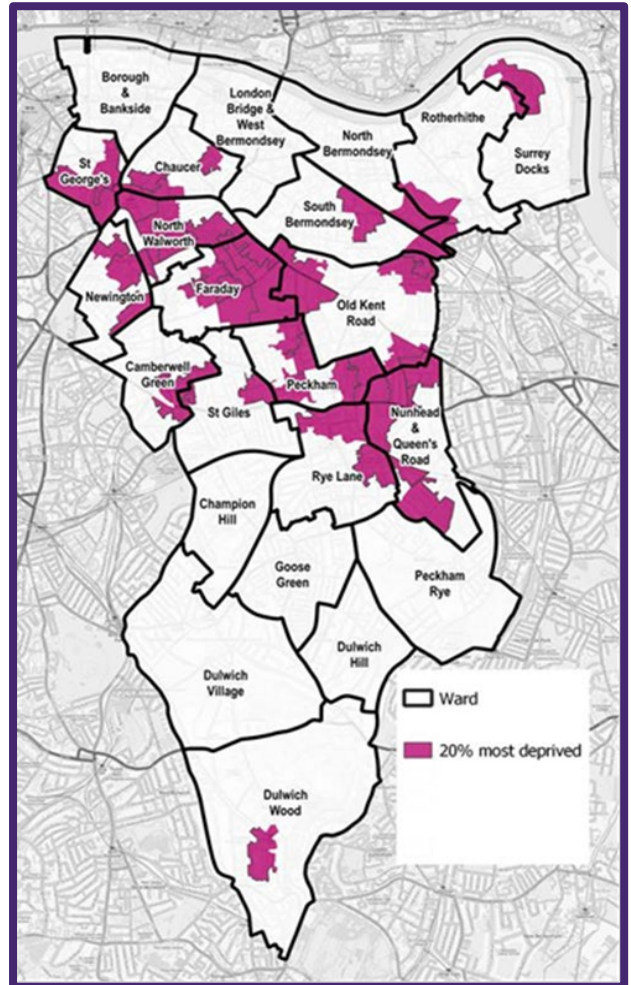 Borough
&
Bankside
London
Bridge &
West
Bermondsey
North
Bermondsey
Rotherhithe
Surrey
Docks
St
George's
Chaucer
South
Bermondsey
North
Walworth
Newington
Faraday
Old Kent
Road
Camberwell
Green
St Giles
Peckham
Nunhead
&
Queen's
Road
Rye Lane
Champion
Hill
Goose
Green
Peckham
Rye
Dulwich
Hill
Dulwich
Village
Ward
20% most deprived
Dulwich
Wood